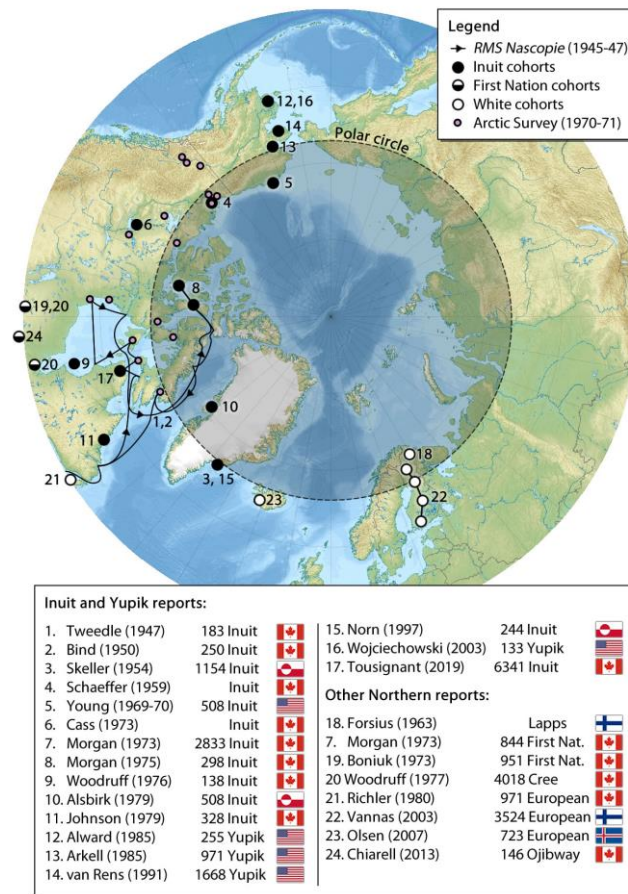 Legend
RMS Nascopie (1945-47)
Inuit cohorts
First Nation cohorts
White cohorts
Arctic Survey (1970-71)
12,16
14
Polar circle
13
5
4
6
8
19,20
24
20
9
17
10
1,2
11
18
21
3, 15
22
23
Inuit and Yupik reports:
1. Tweedle (1947) 183 Inuit
2. Bind (1950) 250 Inuit
3. Skeller (1954) 1154 Inuit
4. Schaeffer (1959) Inuit
5. Young (1969-70) 508 Inuit
6. Cass (1973) Inuit
7. Morgan (1973) 2833 Inuit
8. Morgan (1975) 298 Inuit
9. Woodruff (1976) 138 Inuit
10. Alsbirk (1979) 508 Inuit
11. Johnson (1979) 328 Inuit
12. Alward (1985) 255 Yupik
13. Arkell (1985) 971 Yupik
14. van Rens (1991) 1668 Yupik
15. Norn (1997) 244 Inuit
16. Wojciechowski (2003) 133 Yupik
17. Tousignant (2019) 6341 Inuit
Other Northern reports:
18. Forsius (1963) Lapps
7. Morgan (1973) 844 First Nat.
19. Boniuk (1973) 951 First Nat.
20 Woodruff (1977) 4018 Cree
21. Richler (1980) 971 European
22. Vannas (2003) 3524 European
23. Olsen (2007) 723 European
24. Chiarell (2013) 146 Ojibway